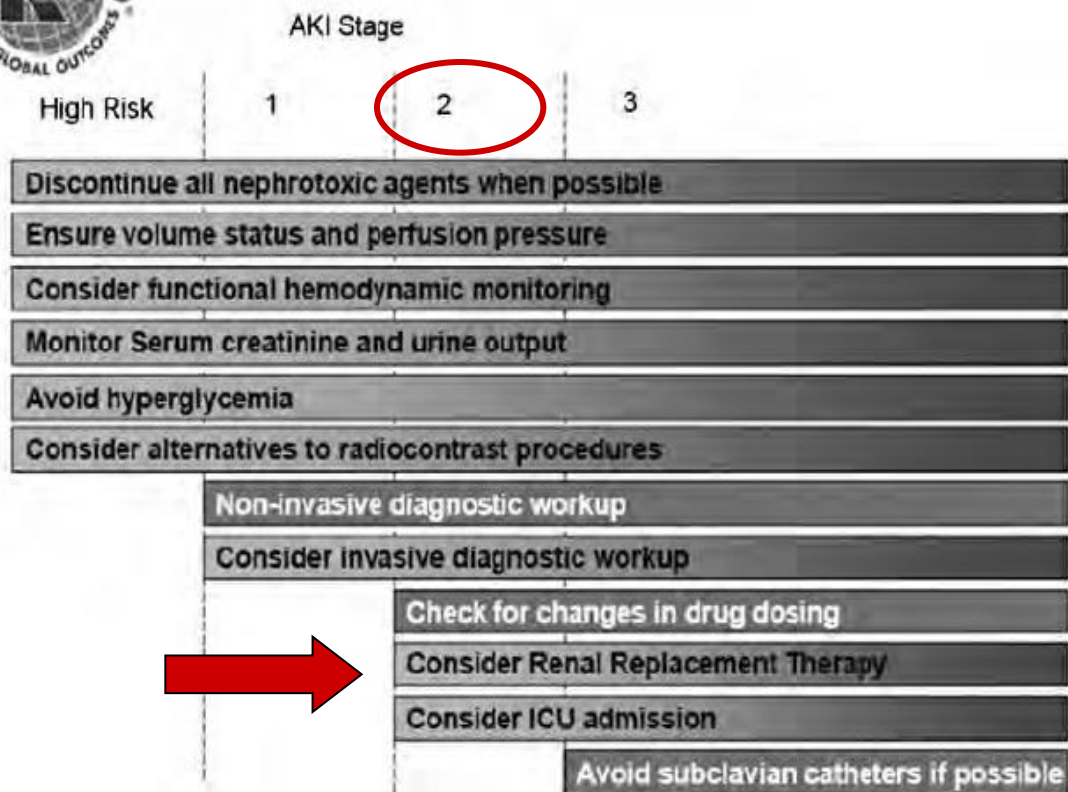 GLOBAL OUTCOMES
AKI Stage
High Risk 1 2 3
Discontinue all nephrotoxic agents when possible
Ensure volume status and perfusion pressure
Consider functional hemodynamic monitoring
Monitor Serum creatinine and urine output
Avoid hyperglycemia
Consider alternatives to radiocontrast procedures
Non-invasive diagnostic workup
Consider invasive diagnostic workup
Check for changes in drug dosing
Consider Renal Replacement Therapy
Consider ICU admission
Avoid subclavian catheters if possible